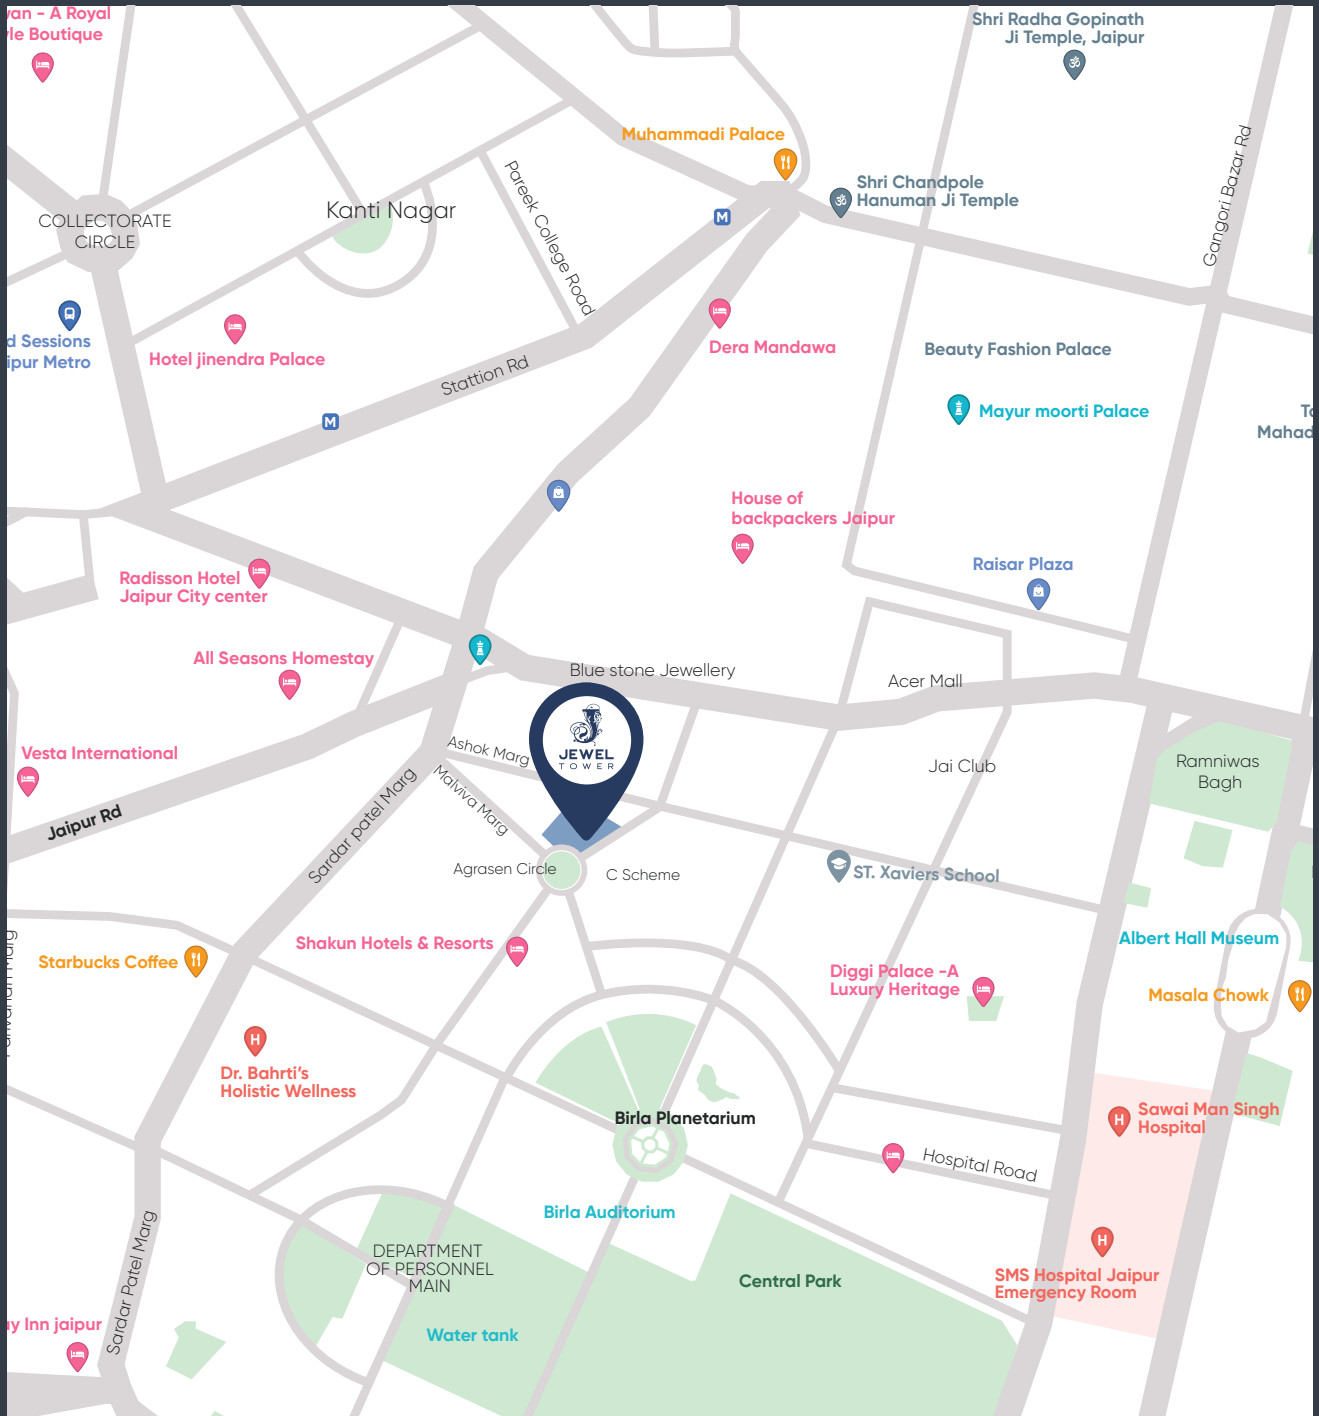 van - A Royal
yle Boutique
Shri Radha Gopinath
Ji Temple, Jaipur
Muhammadi Palace
Gangori Bazar Rd
Shri Chandpole
Hanuman Ji Temple
Pareek College Road
Kanti Nagar
COLLECTORATE
CIRCLE
M
d Sessions
ipur Metro
Hotel jinendra Palace
Dera Mandawa
Beauty Fashion Palace
Stattion Rd
M
Mayur moorti Palace
To
Mahad
House of
backpackers Jaipur
Raisar Plaza
Radisson Hotel
Jaipur City center
All Seasons Homestay
Blue stone Jewellery
Acer Mall
Vesta International
Ashok Marg
JEWEL
TOWER
Jai Club
Ramniwas
Bagh
Malviva Marg
Jaipur Rd
Sardar patel Marg
Agrasen Circle
C Scheme
ST. Xaviers School
Shakun Hotels & Resorts
Starbucks Coffee
Albert Hall Museum
Diggi Palace -A
Luxury Heritage
Masala Chowk
H
Dr. Bahrti's
Holistic Wellness
Birla Planetarium
H
Sawai Man Singh
Hospital
Hospital Road
Birla Auditorium
H
DEPARTMENT
OF PERSONNEL
MAIN
Central Park
SMS Hospital Jaipur
Emergency Room
Sardar Patel Marg
Water tank
ay Inn jaipur